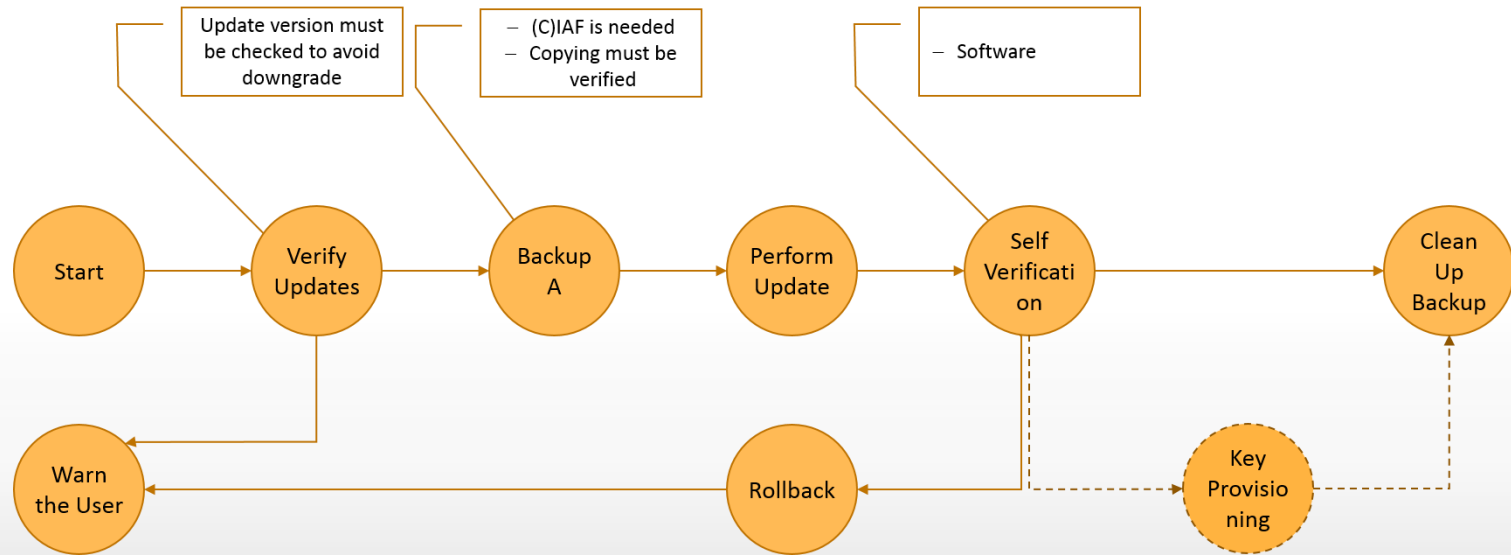 Update version must
be checked to avoid
downgrade
– (C)IAF is needed
– Copying must be
verified
– Software
Start
Verify
Updates
Backup
A
Perform
Update
Self
Verificati
on
Clean
Up
Backup
Warn
the User
Rollback
Key
Provisio
ning